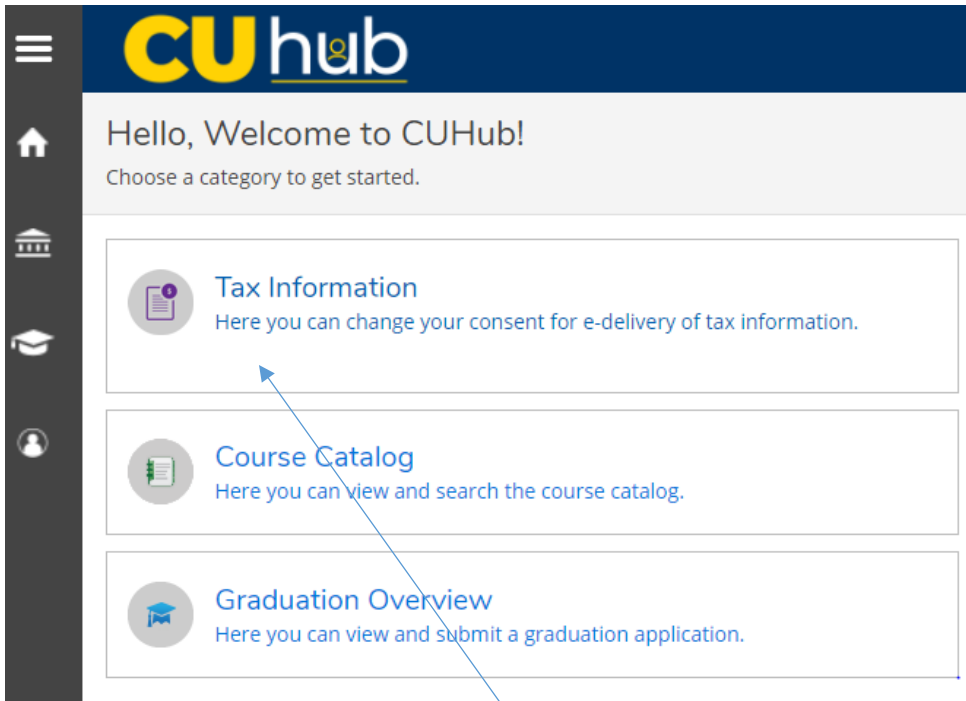 CU hub
Hello, Welcome to CUHub!
Choose a category to get started.
Tax Information
Here you can change your consent for e-delivery of tax information.
Course Catalog
Here you can view and search the course catalog.
Graduation Overview
Here you can view and submit a graduation application.